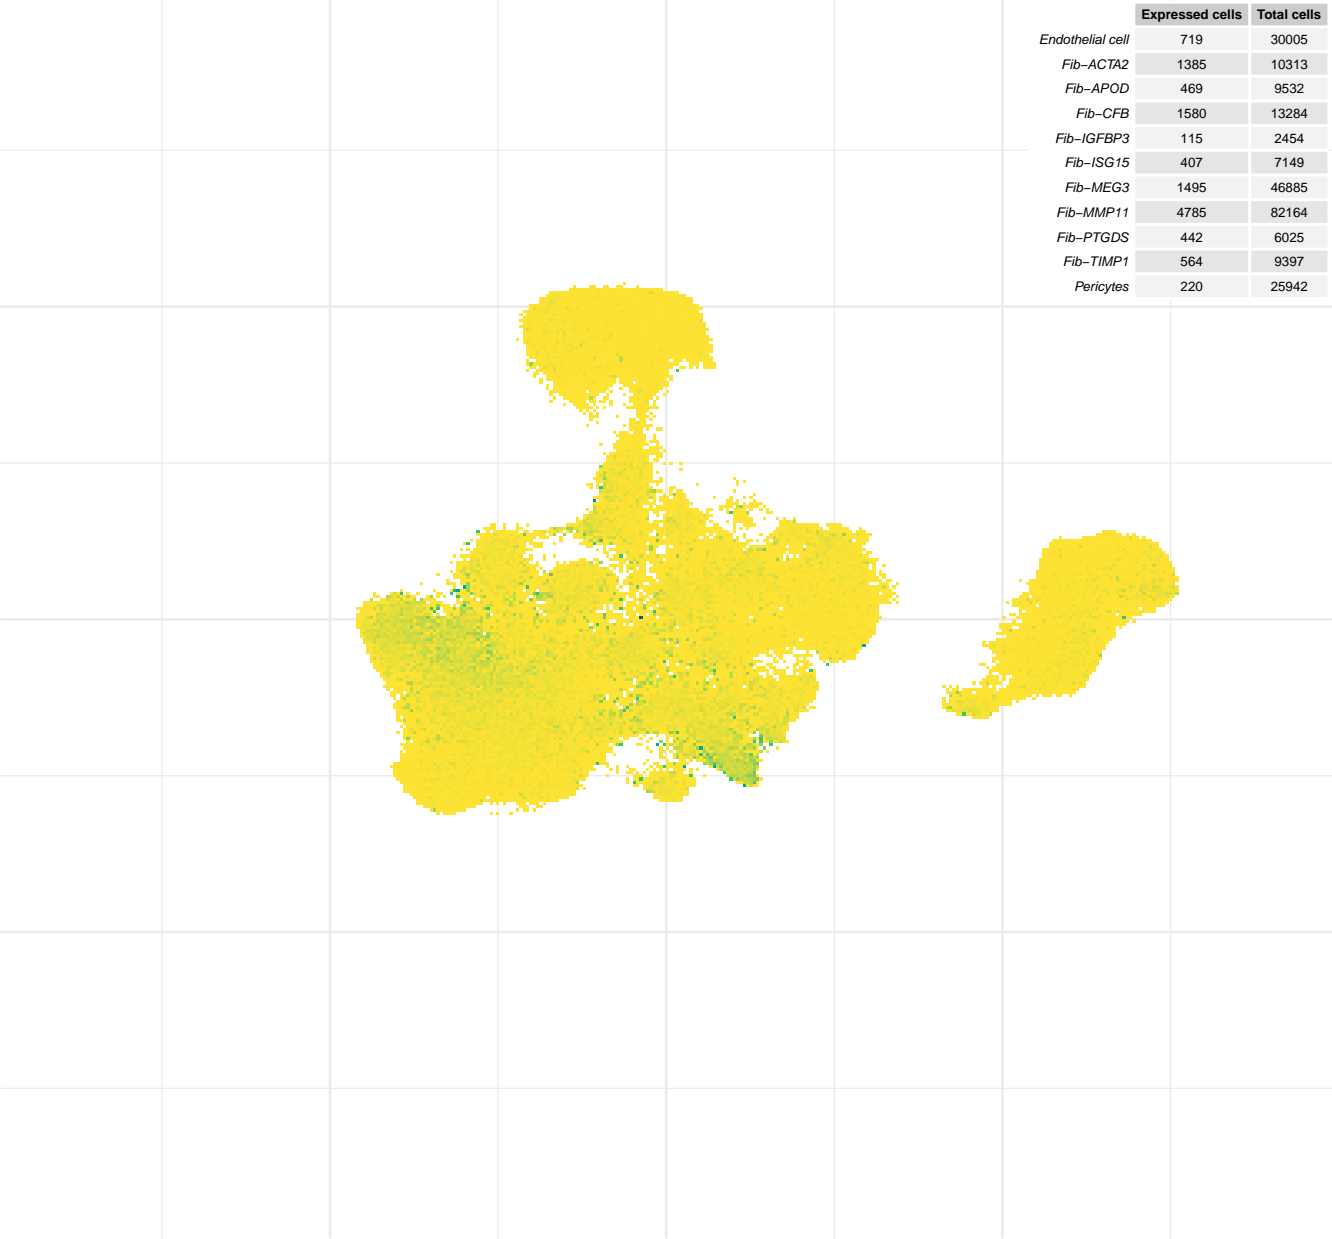 Expressed cells Total cells
Endothelial cell 719 30005
Fib−ACTA2 1385 10313
Fib−APOD 469 9532
Fib−CFB 1580 13284
Fib−IGFBP3 115 2454
Fib−ISG15 407 7149
Fib−MEG3 1495 46885
Fib−MMP11 4785 82164
Fib−PTGDS 442 6025
Fib−TIMP1 564 9397
Pericytes 220 25942